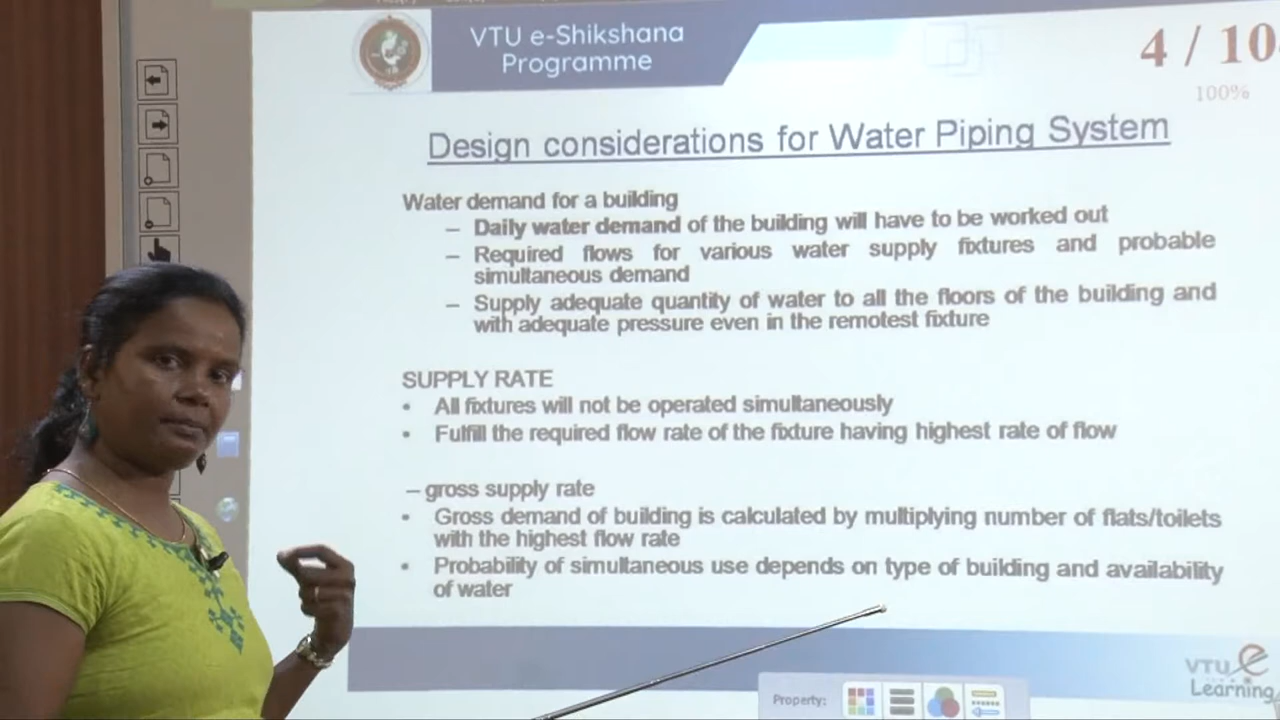 VTU e-Shikshana
Programme
4 / 10
100%
Design considerations for Water Piping System
Water demand for a building
– Daily water demand of the building will have to be worked out
– Required flows for various water supply fixtures and probable
simultaneous demand
– Supply adequate quantity of water to all the floors of the building and
with adequate pressure even in the remotest fixture
SUPPLY RATE
• All fixtures will not be operated simultaneously
• Fulfill the required flow rate of the fixture having highest rate of flow
– gross supply rate
• Gross demand of building is calculated by multiplying number of flats/toilets
with the highest flow rate
• Probability of simultaneous use depends on type of building and availability
of water
VTU e
Learning
Property: